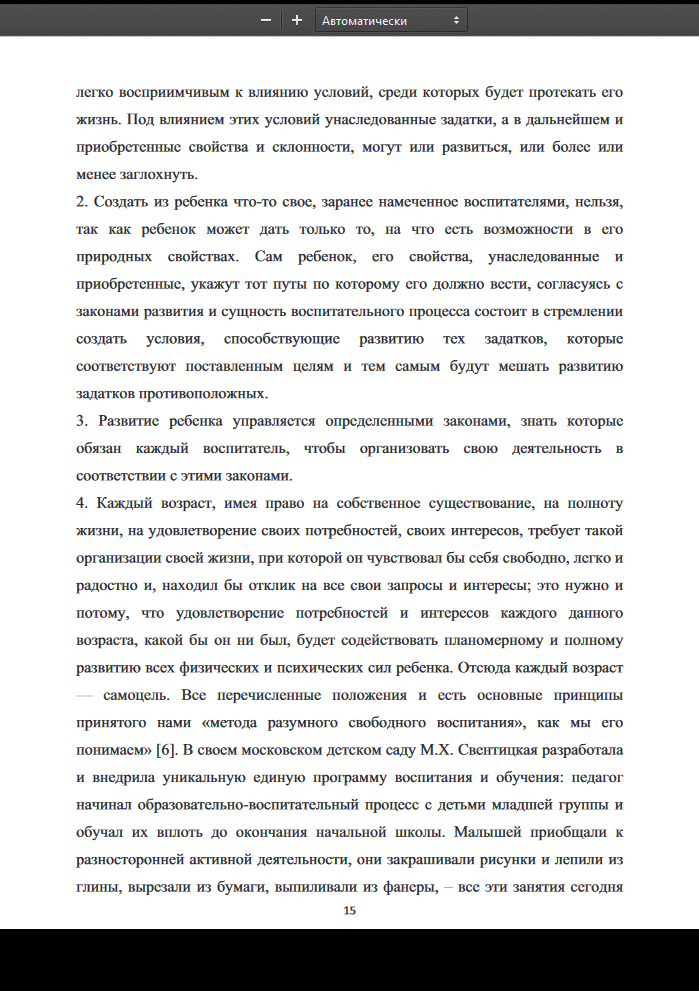 Автоматически
легко восприимчивым к влиянию условий, среди которых будет протекать его
жизнь. Под влиянием этих условий унаследованные задатки, а в дальнейшем и
приобретенные свойства и склонности, могут или развиться, или более или
менее заглохнуть.
2. Создать из ребенка что-то свое, заранее намеченное воспитателями, нельзя,
так как ребенок может дать только то, на что есть возможности в его
природных свойствах. Сам ребенок, его свойства, унаследованные и
приобретенные, укажут тот путы по которому его должно вести, согласуясь с
законами развития и сущность воспитательного процесса состоит в стремлении
создать условия, способствующие развитию тех задатков, которые
соответствуют поставленным целям и тем самым будут мешать развитию
задатков противоположных.
3. Развитие ребенка управляется определенными законами, знать которые
обязан каждый воспитатель, чтобы организовать свою деятельность в
соответствии с этими законами.
4. Каждый возраст, имея право на собственное существование, на полноту
жизни, на удовлетворение своих потребностей, своих интересов, требует такой
организации своей жизни, при которой он чувствовал бы себя свободно, легко и
радостно и, находил бы отклик на все свои запросы и интересы; это нужно и
потому, что удовлетворение потребностей и интересов каждого данного
возраста, какой бы он ни был, будет содействовать планомерному и полному
развитию всех физических и психических сил ребенка. Отсюда каждый возраст
— самоцель. Все перечисленные положения и есть основные принципы
принятого нами «метода разумного свободного воспитания», как мы его
понимаем» [6]. В своем московском детском саду М.Х. Свентицкая разработала
и внедрила уникальную единую программу воспитания и обучения: педагог
начинал образовательно-воспитательный процесс с детьми младшей группы и
обучал их вплоть до окончания начальной школы. Малышей приобщали к
разносторонней активной деятельности, они закрашивали рисунки и лепили из
глины, вырезали из бумаги, выпиливали из фанеры, – все эти занятия сегодня
15